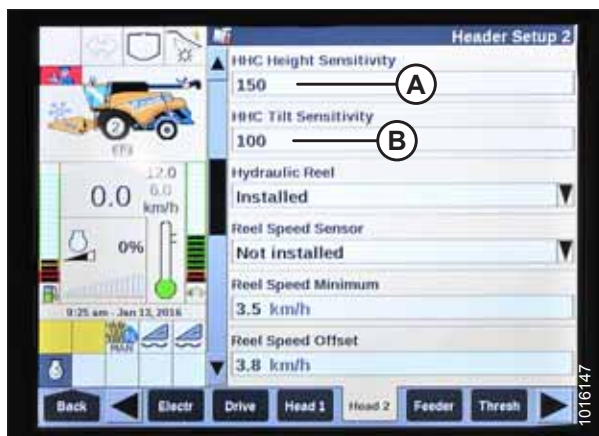 Header Setup 2
HHC Height Sensitivity
150
A
HHC Tilt Sensitivity
100
B
Hydraulic Reel
Installed
Reel Speed Sensor
Not installed
Reel Speed Minimum
3.5 km/h
Reel Speed Offset
3.8 km/h
2
12.0
6.0
0.0 km/h
0%
9:25 am - Jan 13, 2016
MAN
Back
Electr
Drive
Head 1
Head 2
Feeder
Thresh
1016147